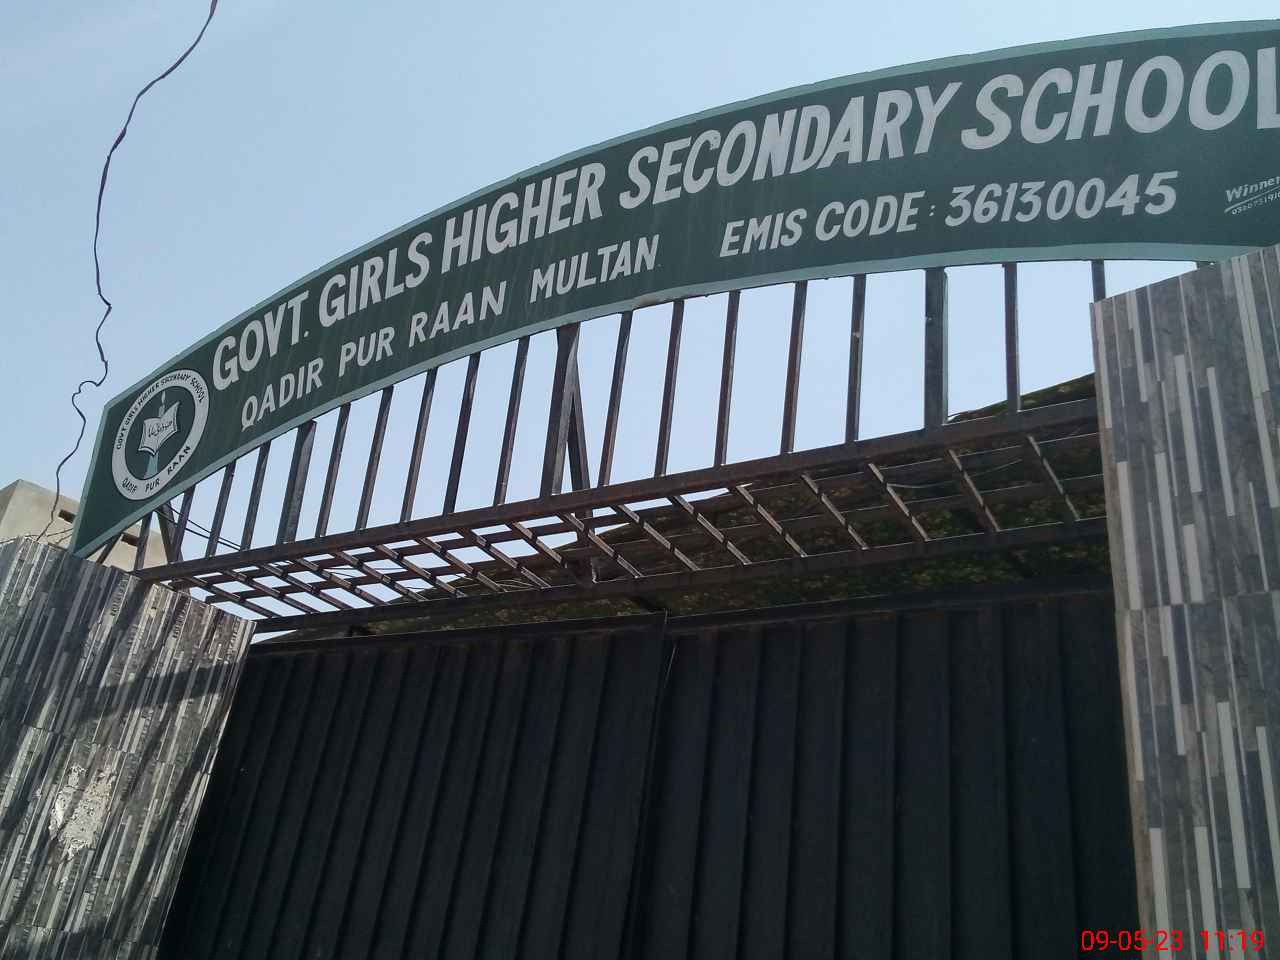 GOVT. GIRLS HIGHER SECONDARY SCHOOL
QADIR PUR RAAN MULTAN EMIS CODE: 36130045
Winner
GOVT GIRLS HIGHER SECONDARY SCHOOL
QADIR PUR RAAN
09-05-23 11:19